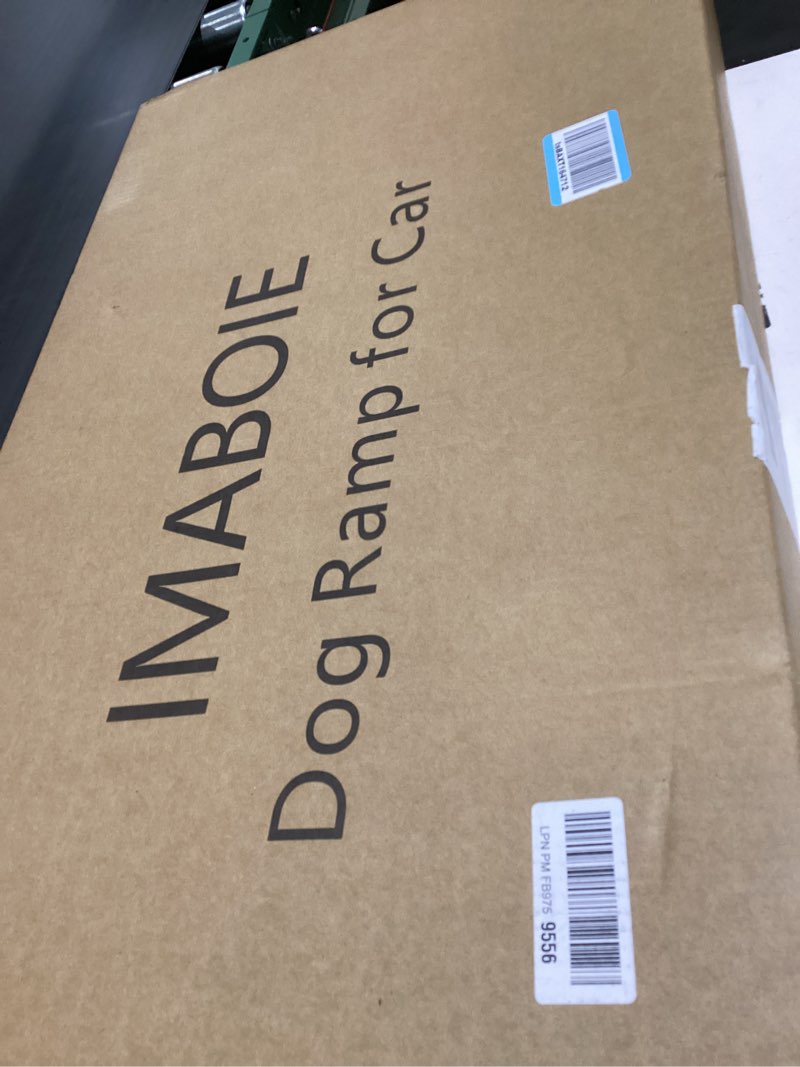 IMABOIE
Dog Ramp for Car
LPN PM FB975 9556